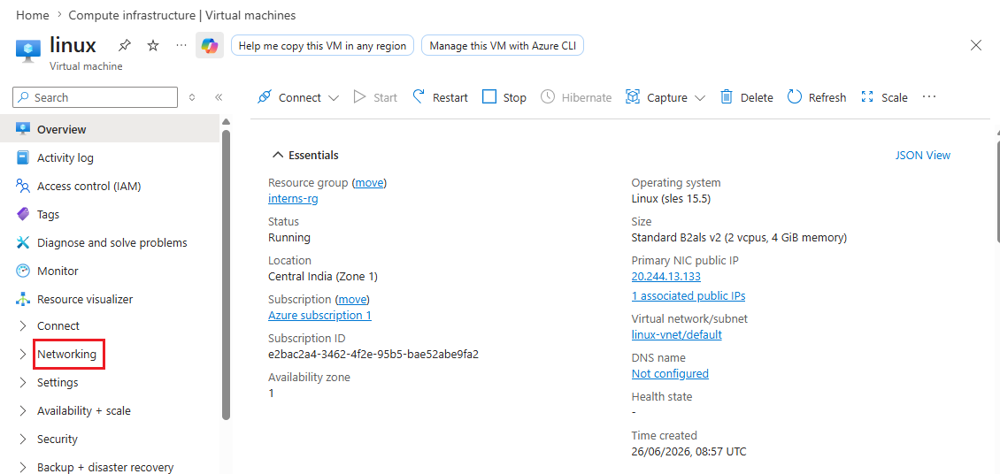 Home > Compute infrastructure | Virtual machines
linux
Help me copy this VM in any region
Manage this VM with Azure CLI
Virtual machine
Search
Connect
Start
Restart
Stop
Hibernate
Capture
Delete
Refresh
Scale
Overview
Activity log
Access control (IAM)
Tags
Diagnose and solve problems
Monitor
Resource visualizer
Connect
Networking
Settings
Availability + scale
Security
Backup + disaster recovery
Essentials
JSON View
Resource group (move)
interns-rg
Status
Running
Location
Central India (Zone 1)
Subscription (move)
Azure subscription 1
Subscription ID
e2bac2a4-3462-4f2e-95b5-bae52abe9fa2
Availability zone
1
Operating system
Linux (sles 15.5)
Size
Standard B2als v2 (2 vcpus, 4 GiB memory)
Primary NIC public IP
20.244.13.133
1 associated public IPs
Virtual network/subnet
linux-vnet/default
DNS name
Not configured
Health state
-
Time created
26/06/2026, 08:57 UTC